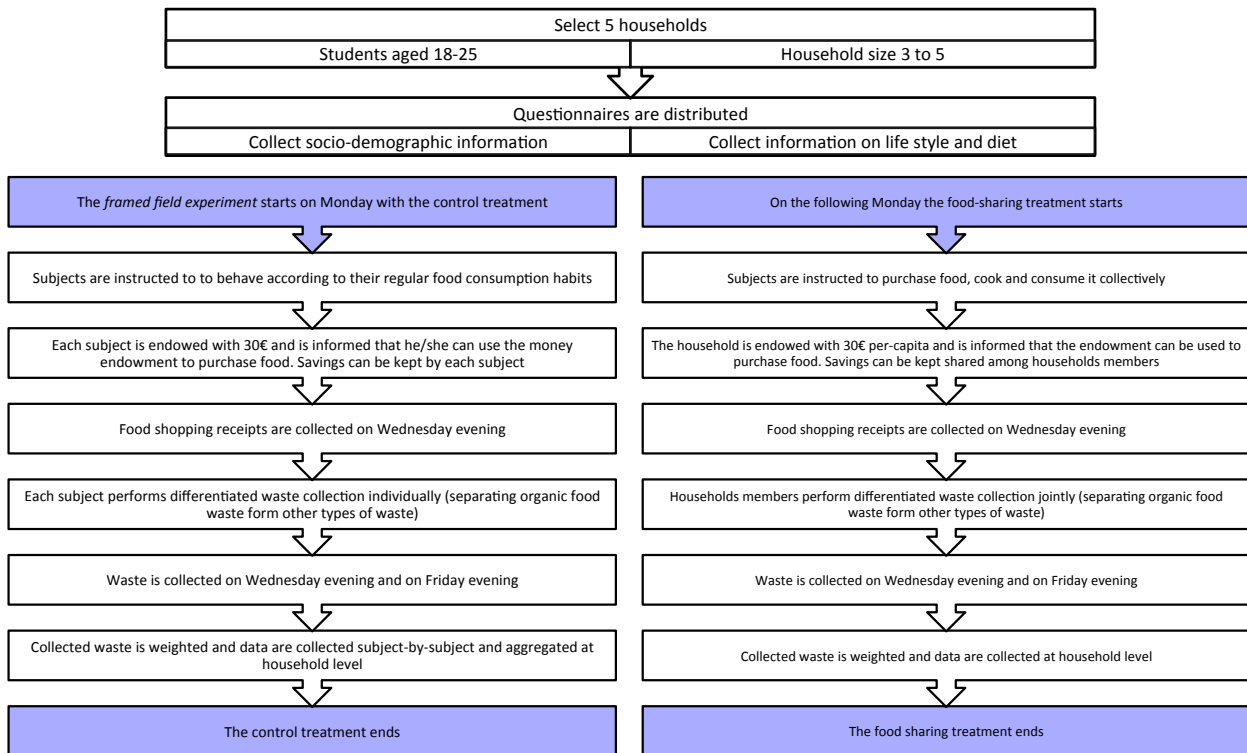 Select 5 households
Students aged 18-25
Household size 3 to 5
Questionnaires are distributed
Collect socio-demographic information
Collect information on life style and diet
The framed field experiment starts on Monday with the control treatment
Subjects are instructed to to behave according to their regular food consumption habits
Each subject is endowed with 30€ and is informed that he/she can use the money
endowment to purchase food. Savings can be kept by each subject
Food shopping receipts are collected on Wednesday evening
Each subject performs differentiated waste collection individually (separating organic food
waste form other types of waste)
Waste is collected on Wednesday evening and on Friday evening
Collected waste is weighted and data are collected subject-by-subject and aggregated at
household level
The control treatment ends
On the following Monday the food-sharing treatment starts
Subjects are instructed to purchase food, cook and consume it collectively
The household is endowed with 30€ per-capita and is informed that the endowment can be used to
purchase food. Savings can be kept shared among households members
Food shopping receipts are collected on Wednesday evening
Households members perform differentiated waste collection jointly (separating organic food
waste form other types of waste)
Waste is collected on Wednesday evening and on Friday evening
Collected waste is weighted and data are collected at household level
The food sharing treatment ends